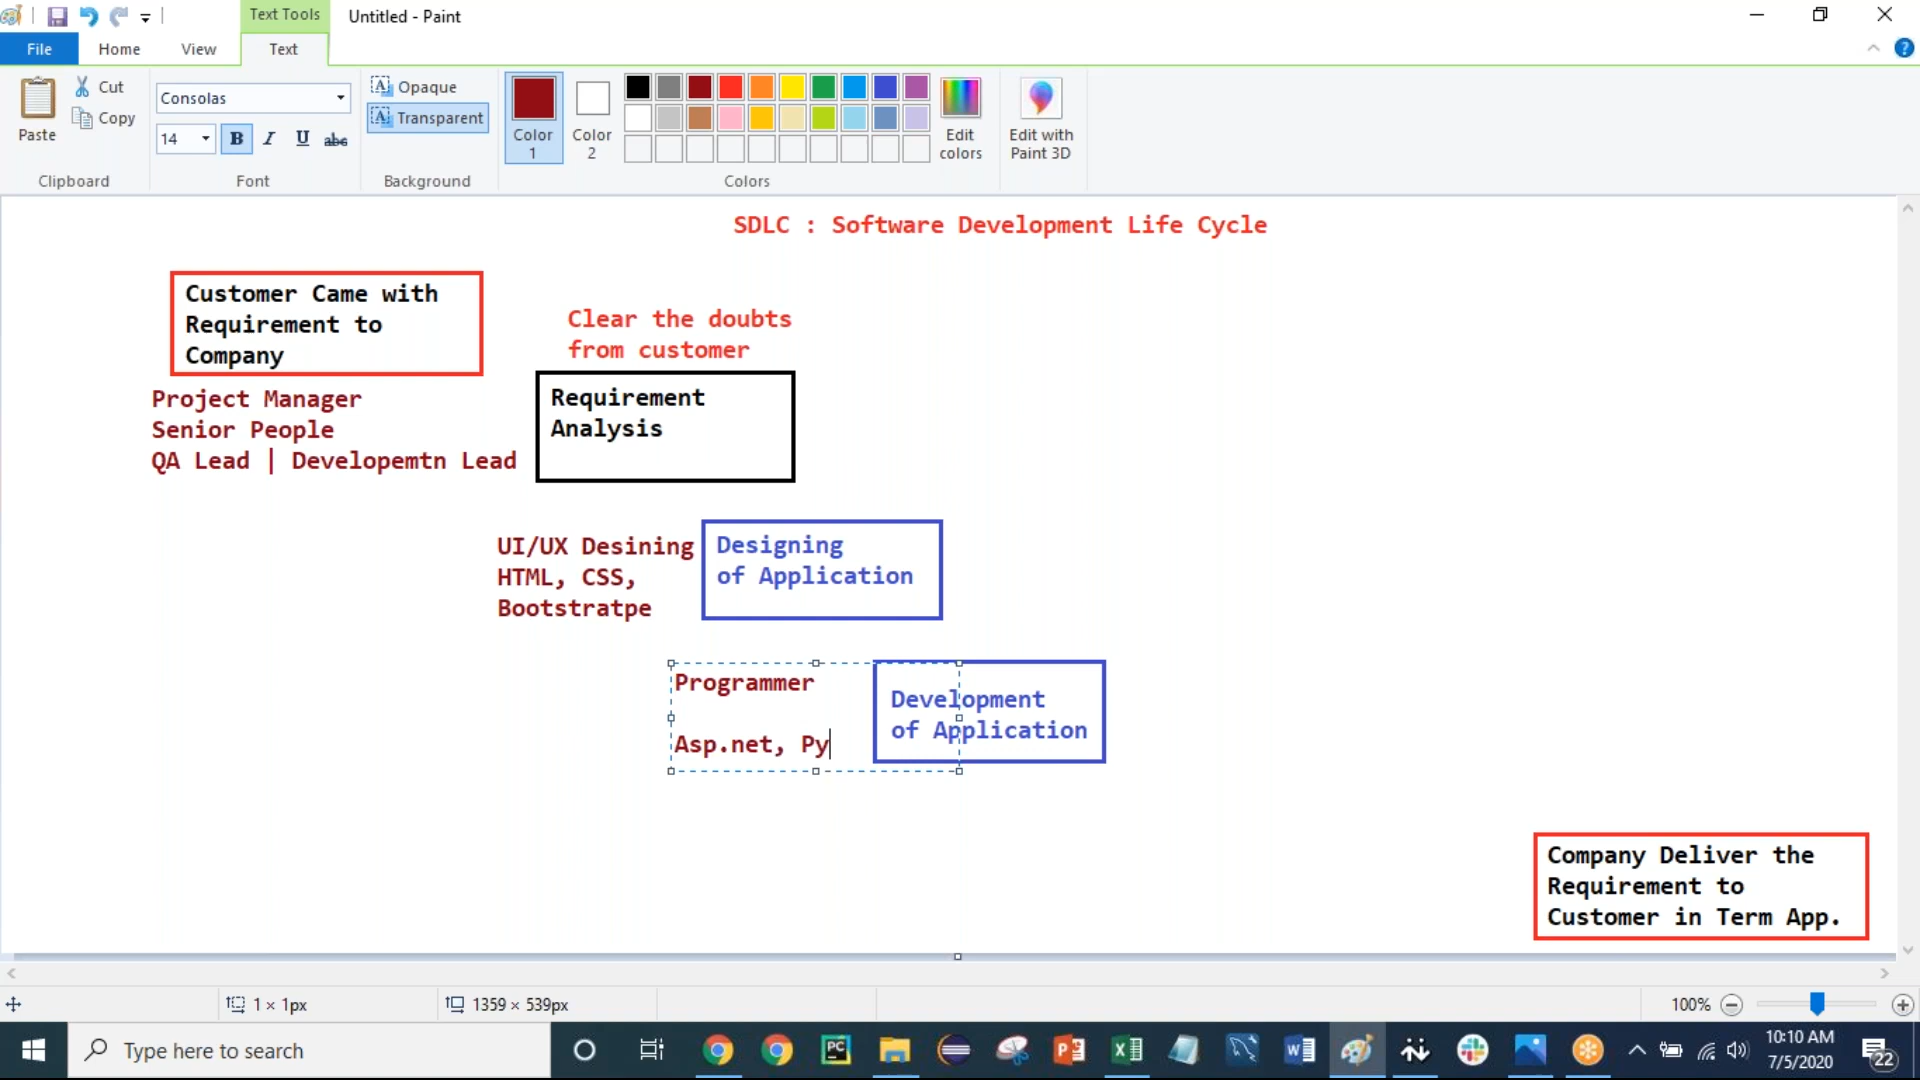 Text Tools
Untitled - Paint
File
Home
View
Text
Paste
Cut
Copy
Clipboard
Consolas
14
B
I
U
abc
Font
Opaque
Transparent
Background
Color
1
Color
2
Colors
Edit
colors
Edit with
Paint 3D
SDLC : Software Development Life Cycle
Customer Came with
Requirement to
Company
Clear the doubts
from customer
Project Manager
Senior People
QA Lead | Developemtn Lead
Requirement
Analysis
UI/UX Desining
HTML, CSS,
Bootstratpe
Designing
of Application
Programmer
Asp.net, Py
Development
of Application
Company Deliver the
Requirement to
Customer in Term App.
1 × 1px
1359 × 539px
100%
Type here to search
10:10 AM
7/5/2020
22